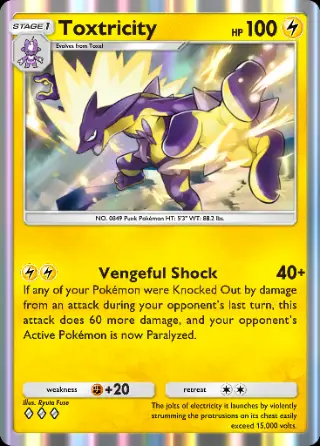 STAGE 1 Toxtricity HP 100
Evolves from Toxel
NO. 0849 Punk Pokémon HT: 5'3" WT: 88.2 lbs.
Vengeful Shock 40+
If any of your Pokémon were Knocked Out by damage
from an attack during your opponent's last turn, this
attack does 60 more damage, and your opponent's
Active Pokémon is now Paralyzed.
weakness +20 retreat
Illus. Ryuta Fuse
The jolts of electricity it launches by violently
strumming the protrusions on its chest easily
exceed 15,000 volts.